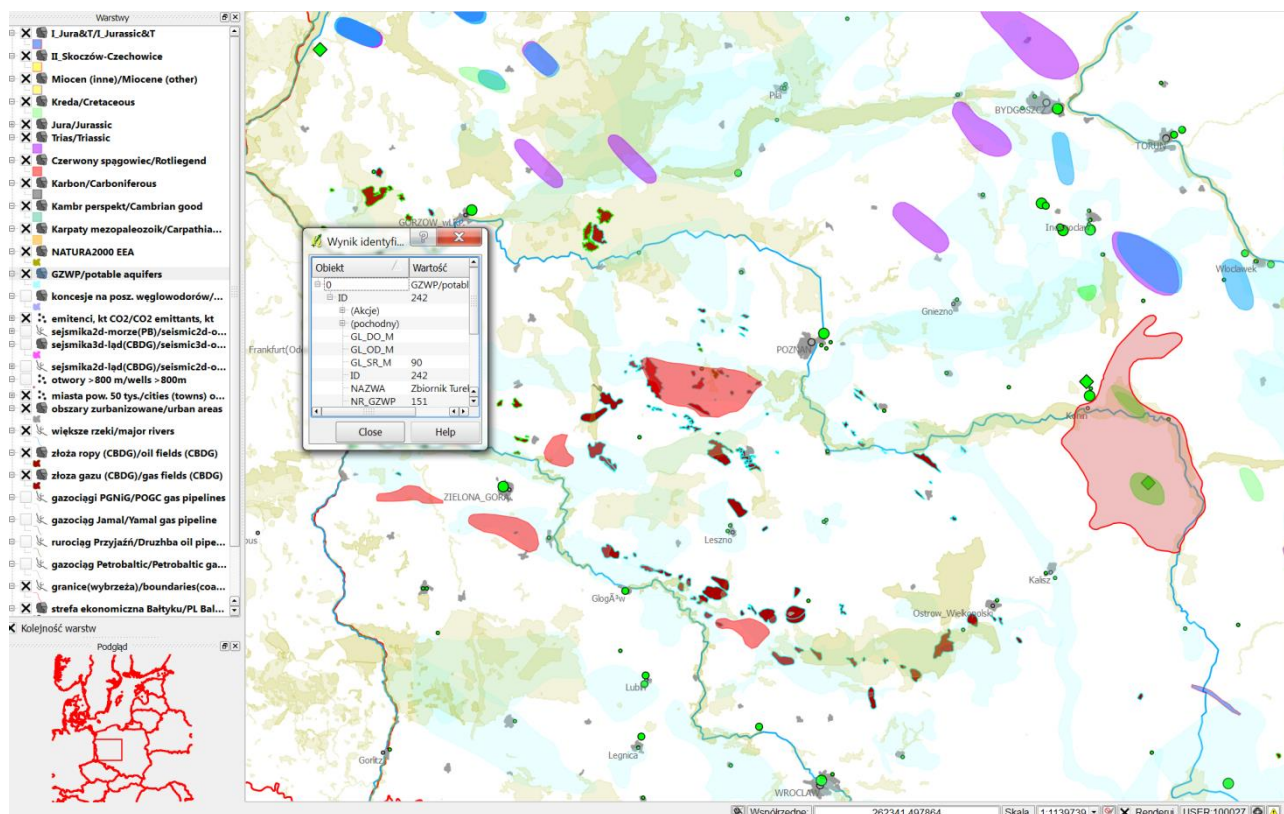 Warstwy
I_Jura&T/I_Jurassic&T
II_Skoczów-Czechowice
Miocen (inne)/Miocene (other)
Kreda/Cretaceous
Jura/Jurassic
Trias/Triassic
Czerwony spągowiec/Rotliegend
Karbon/Carboniferous
Kambr perspekt/Cambrian good
Karpaty mezopaleozoik/Carpathia...
NATURA2000 EEA
GZWP/potable aquifers
koncesje na posz. węglowodorów/...
emitenci, kt CO2/CO2 emittants, kt
sejsmika2d-morze(PB)/seismic2d-o...
sejsmika3d-ląd(CBDG)/seismic3d-o...
sejsmika2d-ląd(CBDG)/seismic2d-o...
otwory >800 m/wells >800m
miasta pow. 50 tys./cities (towns) o...
obszary zurbanizowane/urban areas
większe rzeki/major rivers
złoża ropy (CBDG)/oil fields (CBDG)
złoża gazu (CBDG)/gas fields (CBDG)
gazociągi PGNiG/POGC gas pipelines
gazociąg Jamal/Yamal gas pipeline
rurociąg Przyjaźń/Druzhba oil pipe...
gazociąg Petrobaltic/Petrobaltic ga...
granice(wybrzeża)/boundaries(coa...
strefa ekonomiczna Bałtyku/PL Bal...
Kolejność warstw
Podgląd
Piła
BYDGOSZCZ
TORUN
GORZOW_wLKP
Inowrocław
Włocławek
Gniezno
Frankfurt(Oder
POZNAN
Konin
ZIELONA_GORA
Leszno
Kalisz
GlogÃ³w
Ostrow_Wielkopolski
Lubin
Legnica
Gorlitz
WROCLAW
Wynik identyfi...
Obiekt Wartość
0 GZWP/potabl
ID 242
(Akcje)
(pochodny)
GL_DO_M
GL_OD_M
GL_SR_M 90
ID 242
NAZWA Zbiornik Turek
NR_GZWP 151
Close Help
Współrzędne: 262341,497864 Skala 1:1139739 Renderuj USER:100027